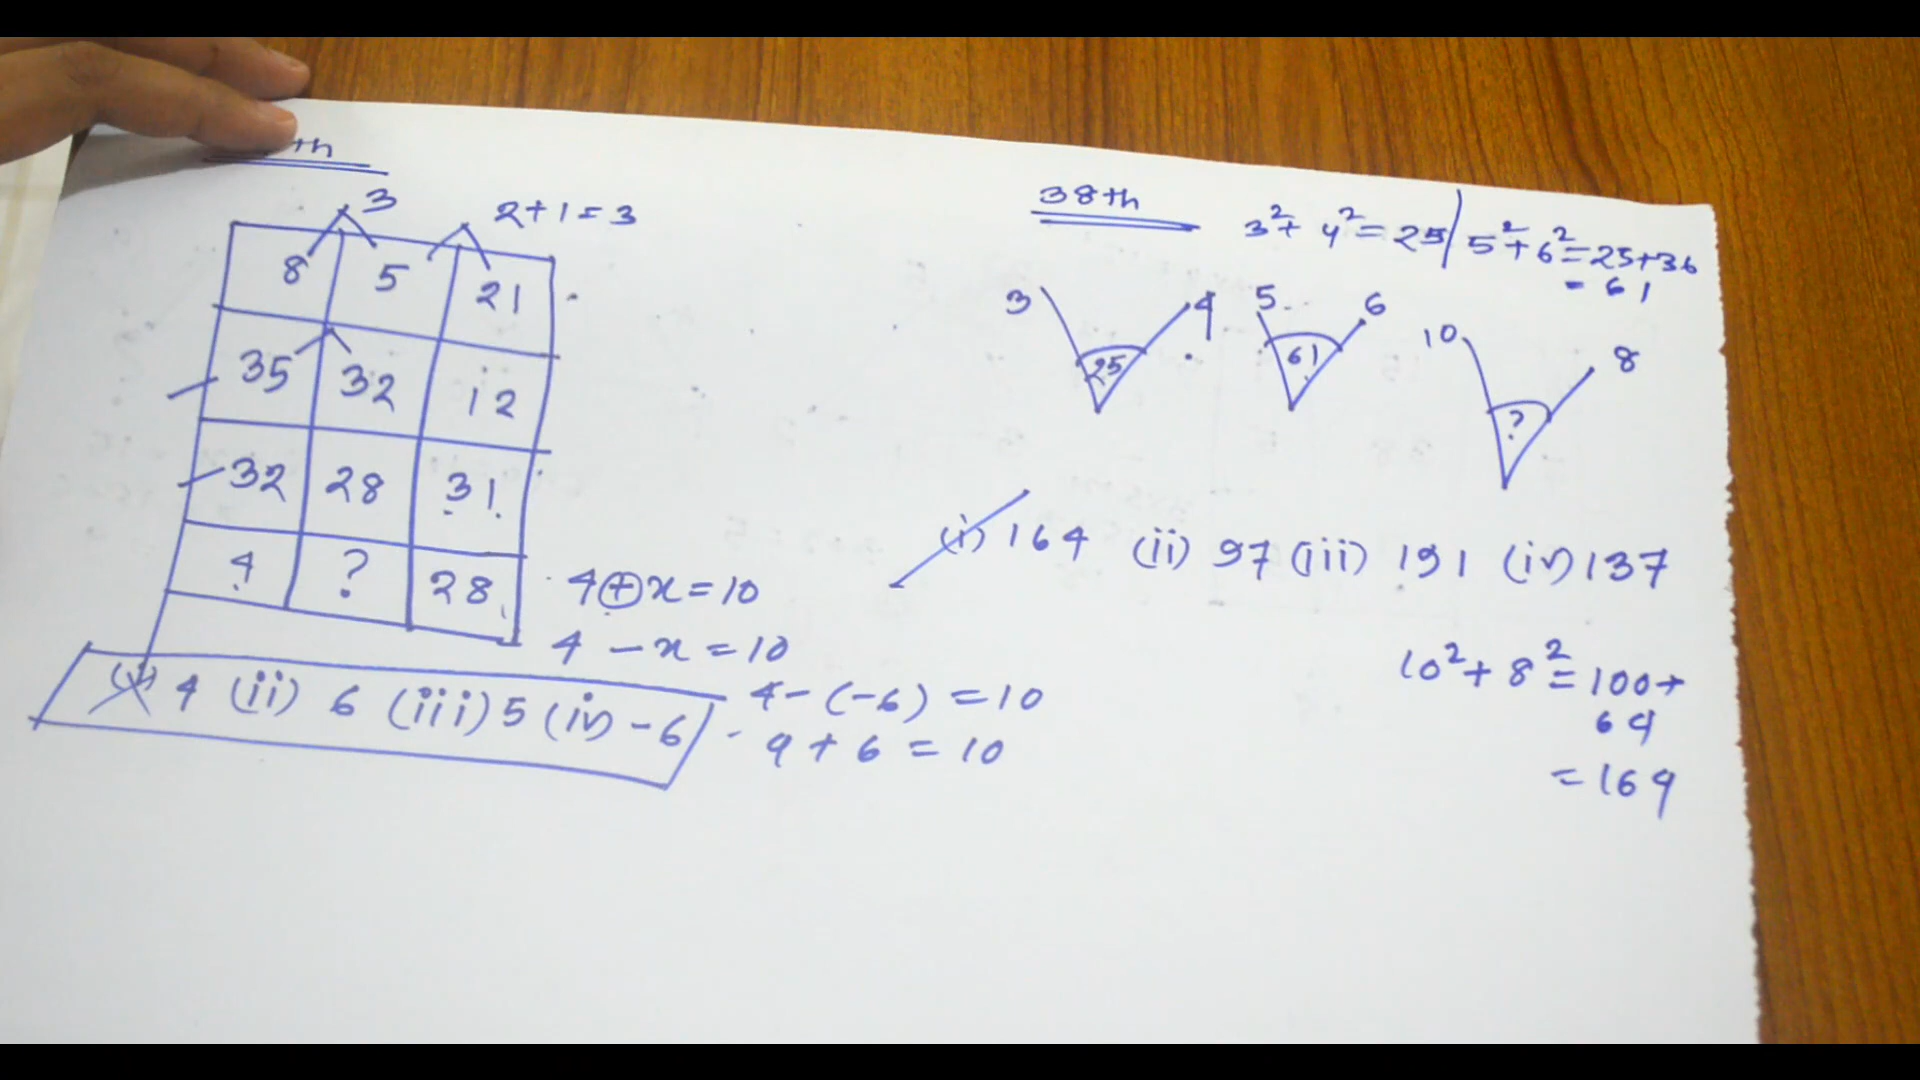 th
3
2+1=3
8 5 21
35 32 12
32 28 31
4 ? 28
4+x=10
4-x=10
4-(-6)=10
9+6=10
4 (ii) 6 (iii) 5 (iv) -6
38th
3²+4²=25/5²+6²=25+36
=61
3 4 5 6 10 8
25 61 ?
(i) 164 (ii) 97 (iii) 191 (iv) 137
10²+8²=100+
64
=164